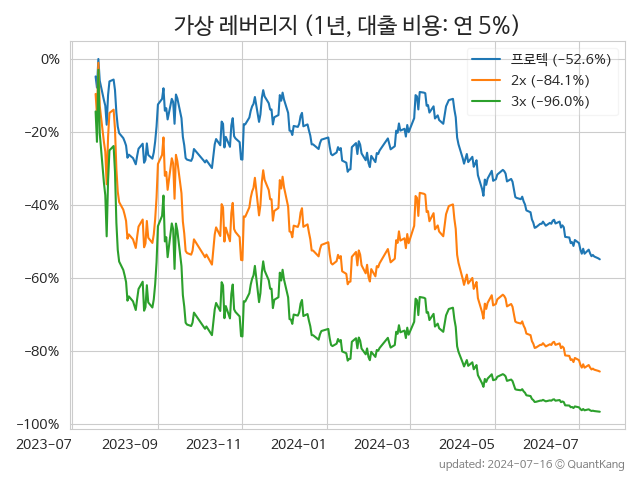 가상 레버리지 (1년, 대출 비용: 연 5%)
프로텍 (−52.6%)
2x (−84.1%)
3x (−96.0%)
0%
−20%
−40%
−60%
−80%
−100%
2023-07 2023-09 2023-11 2024-01 2024-03 2024-05 2024-07
updated: 2024-07-16 © QuantKang